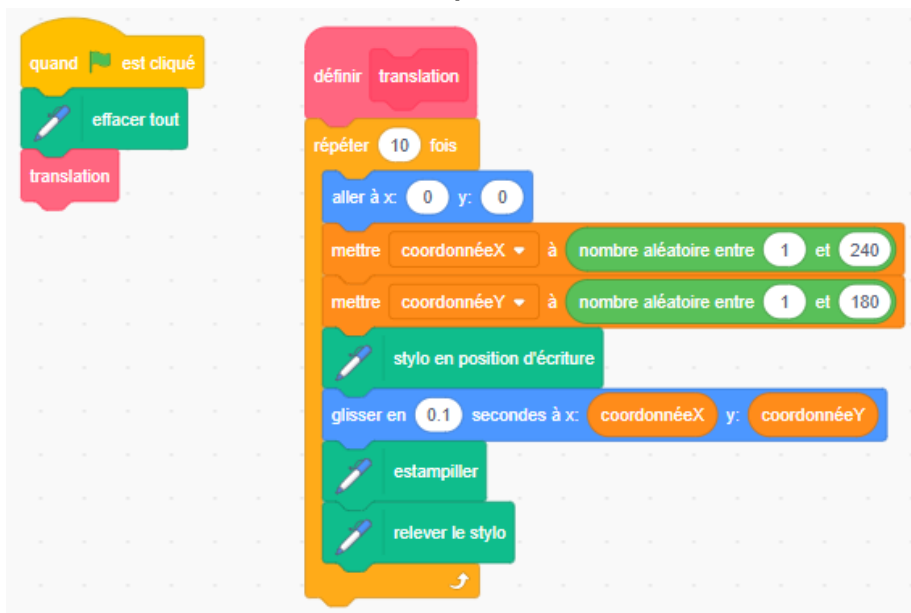 quand est cliqué
effacer tout
translation
définir translation
répéter 10 fois
aller à x: 0 y: 0
mettre coordonnéeX à nombre aléatoire entre 1 et 240
mettre coordonnéeY à nombre aléatoire entre 1 et 180
stylo en position d'écriture
glisser en 0.1 secondes à x: coordonnéeX y: coordonnéeY
estampiller
relever le stylo